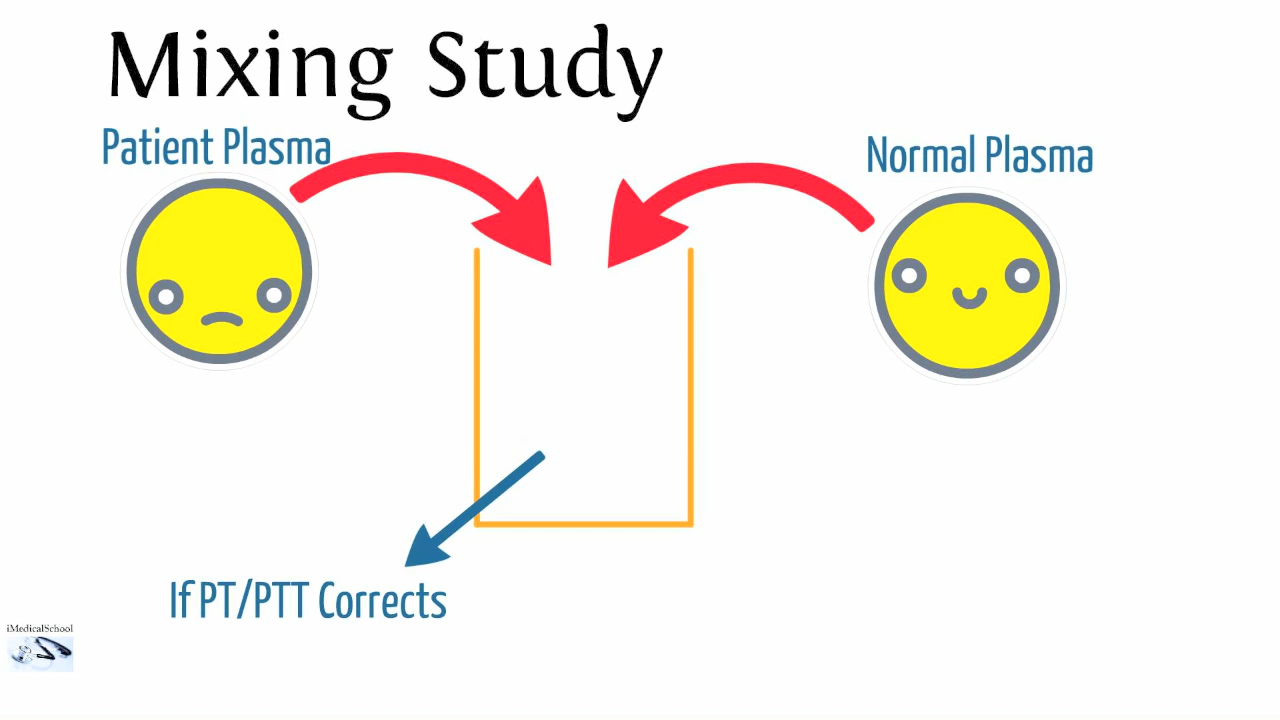 Mixing Study
Patient Plasma
Normal Plasma
If PT/PTT Corrects
iMedicalSchool